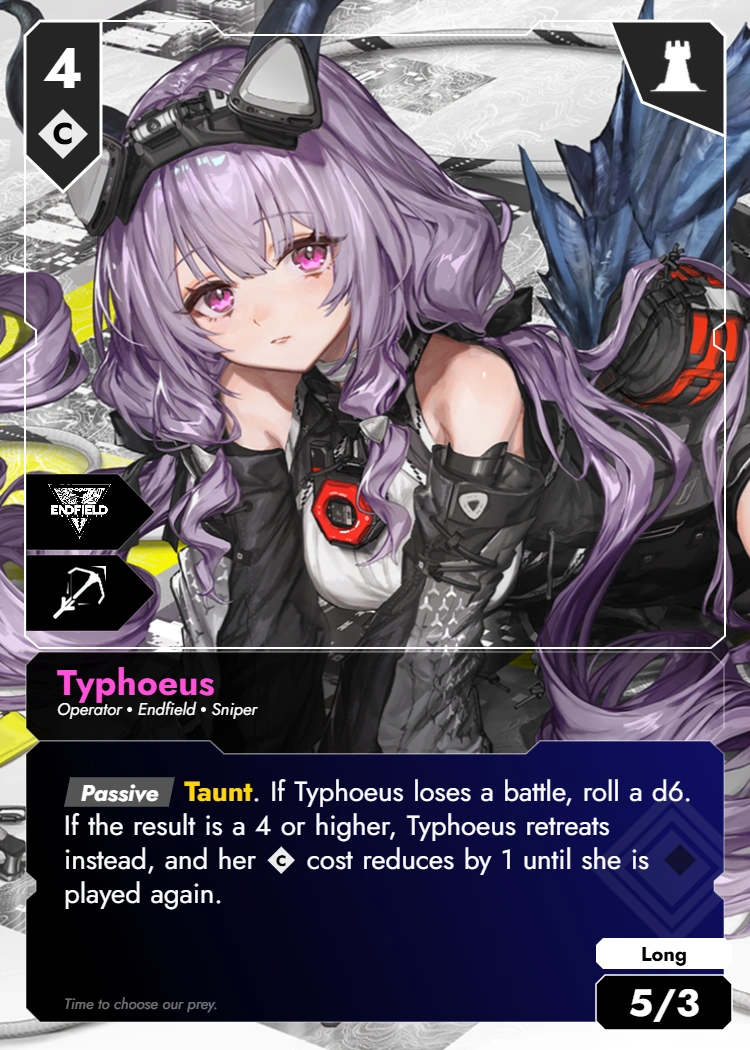 4
C
ENDFIELD
Typhoeus
Operator • Endfield • Sniper
Passive Taunt. If Typhoeus loses a battle, roll a d6.
If the result is a 4 or higher, Typhoeus retreats
instead, and her C cost reduces by 1 until she is
played again.
Long
Time to choose our prey.
5/3